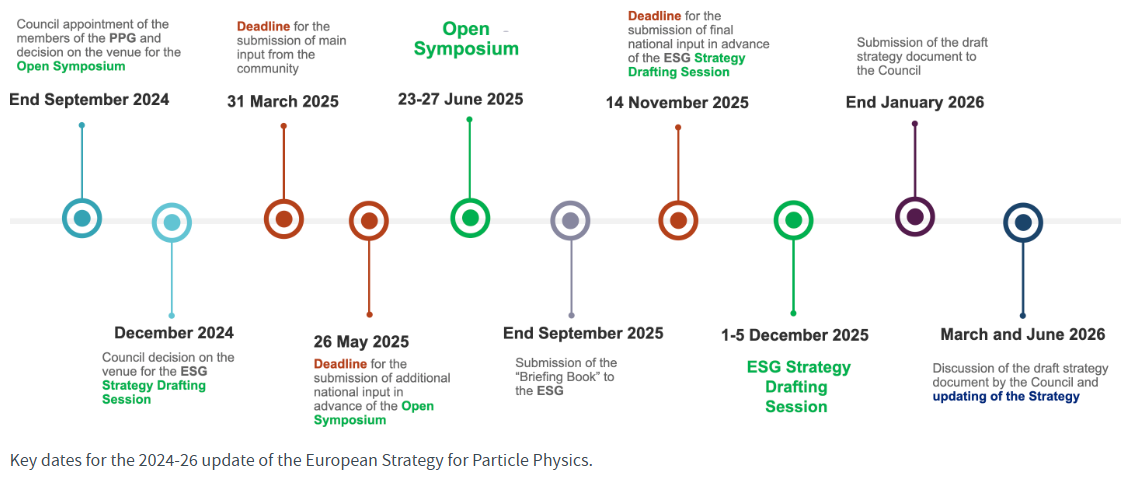 Council appointment of the
members of the PPG and
decision on the venue for the
Open Symposium
End September 2024
Deadline for the
submission of main
input from the
community
31 March 2025
Open
Symposium
23-27 June 2025
Deadline for the
submission of final
national input in advance
of the ESG Strategy
Drafting Session
14 November 2025
Submission of the draft
strategy document to
the Council
End January 2026
December 2024
Council decision on the
venue for the ESG
Strategy Drafting
Session
26 May 2025
Deadline for the
submission of additional
national input in
advance of the Open
Symposium
End September 2025
Submission of the
“Briefing Book” to
the ESG
1-5 December 2025
ESG Strategy
Drafting
Session
March and June 2026
Discussion of the draft strategy
document by the Council and
updating of the Strategy
Key dates for the 2024-26 update of the European Strategy for Particle Physics.